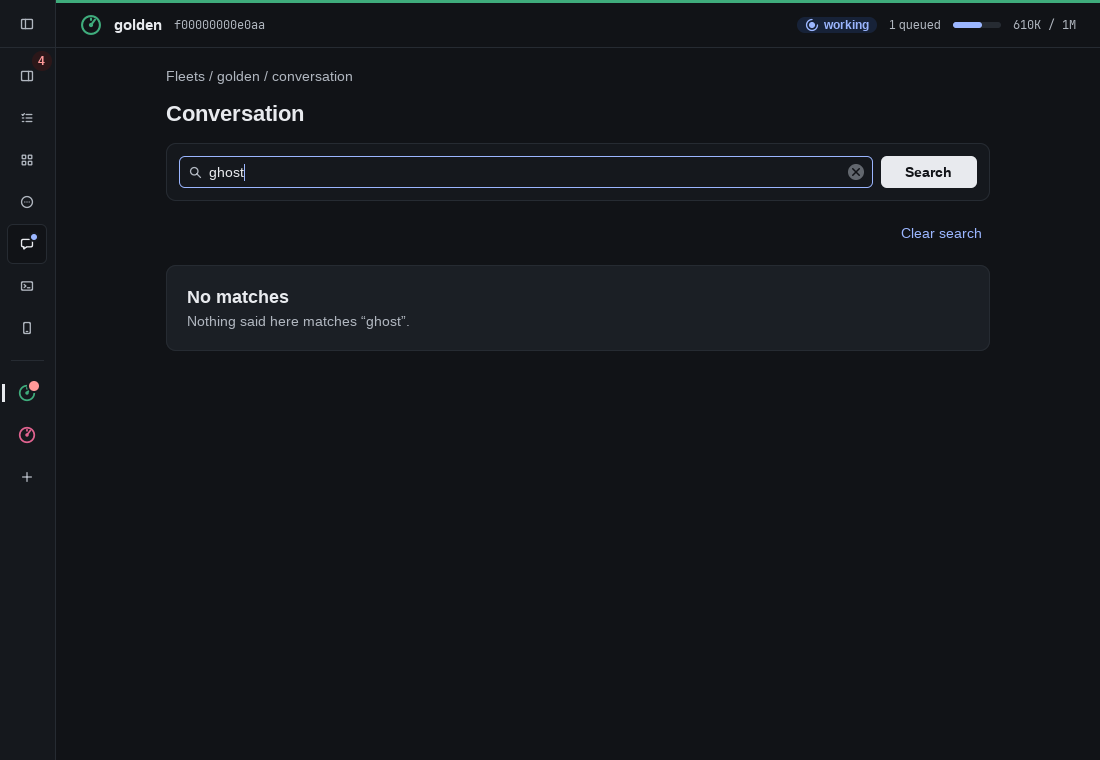 golden f00000000e0aa working 1 queued 610K / 1M
4
Fleets / golden / conversation
Conversation
ghost Search
Clear search
No matches
Nothing said here matches “ghost”.